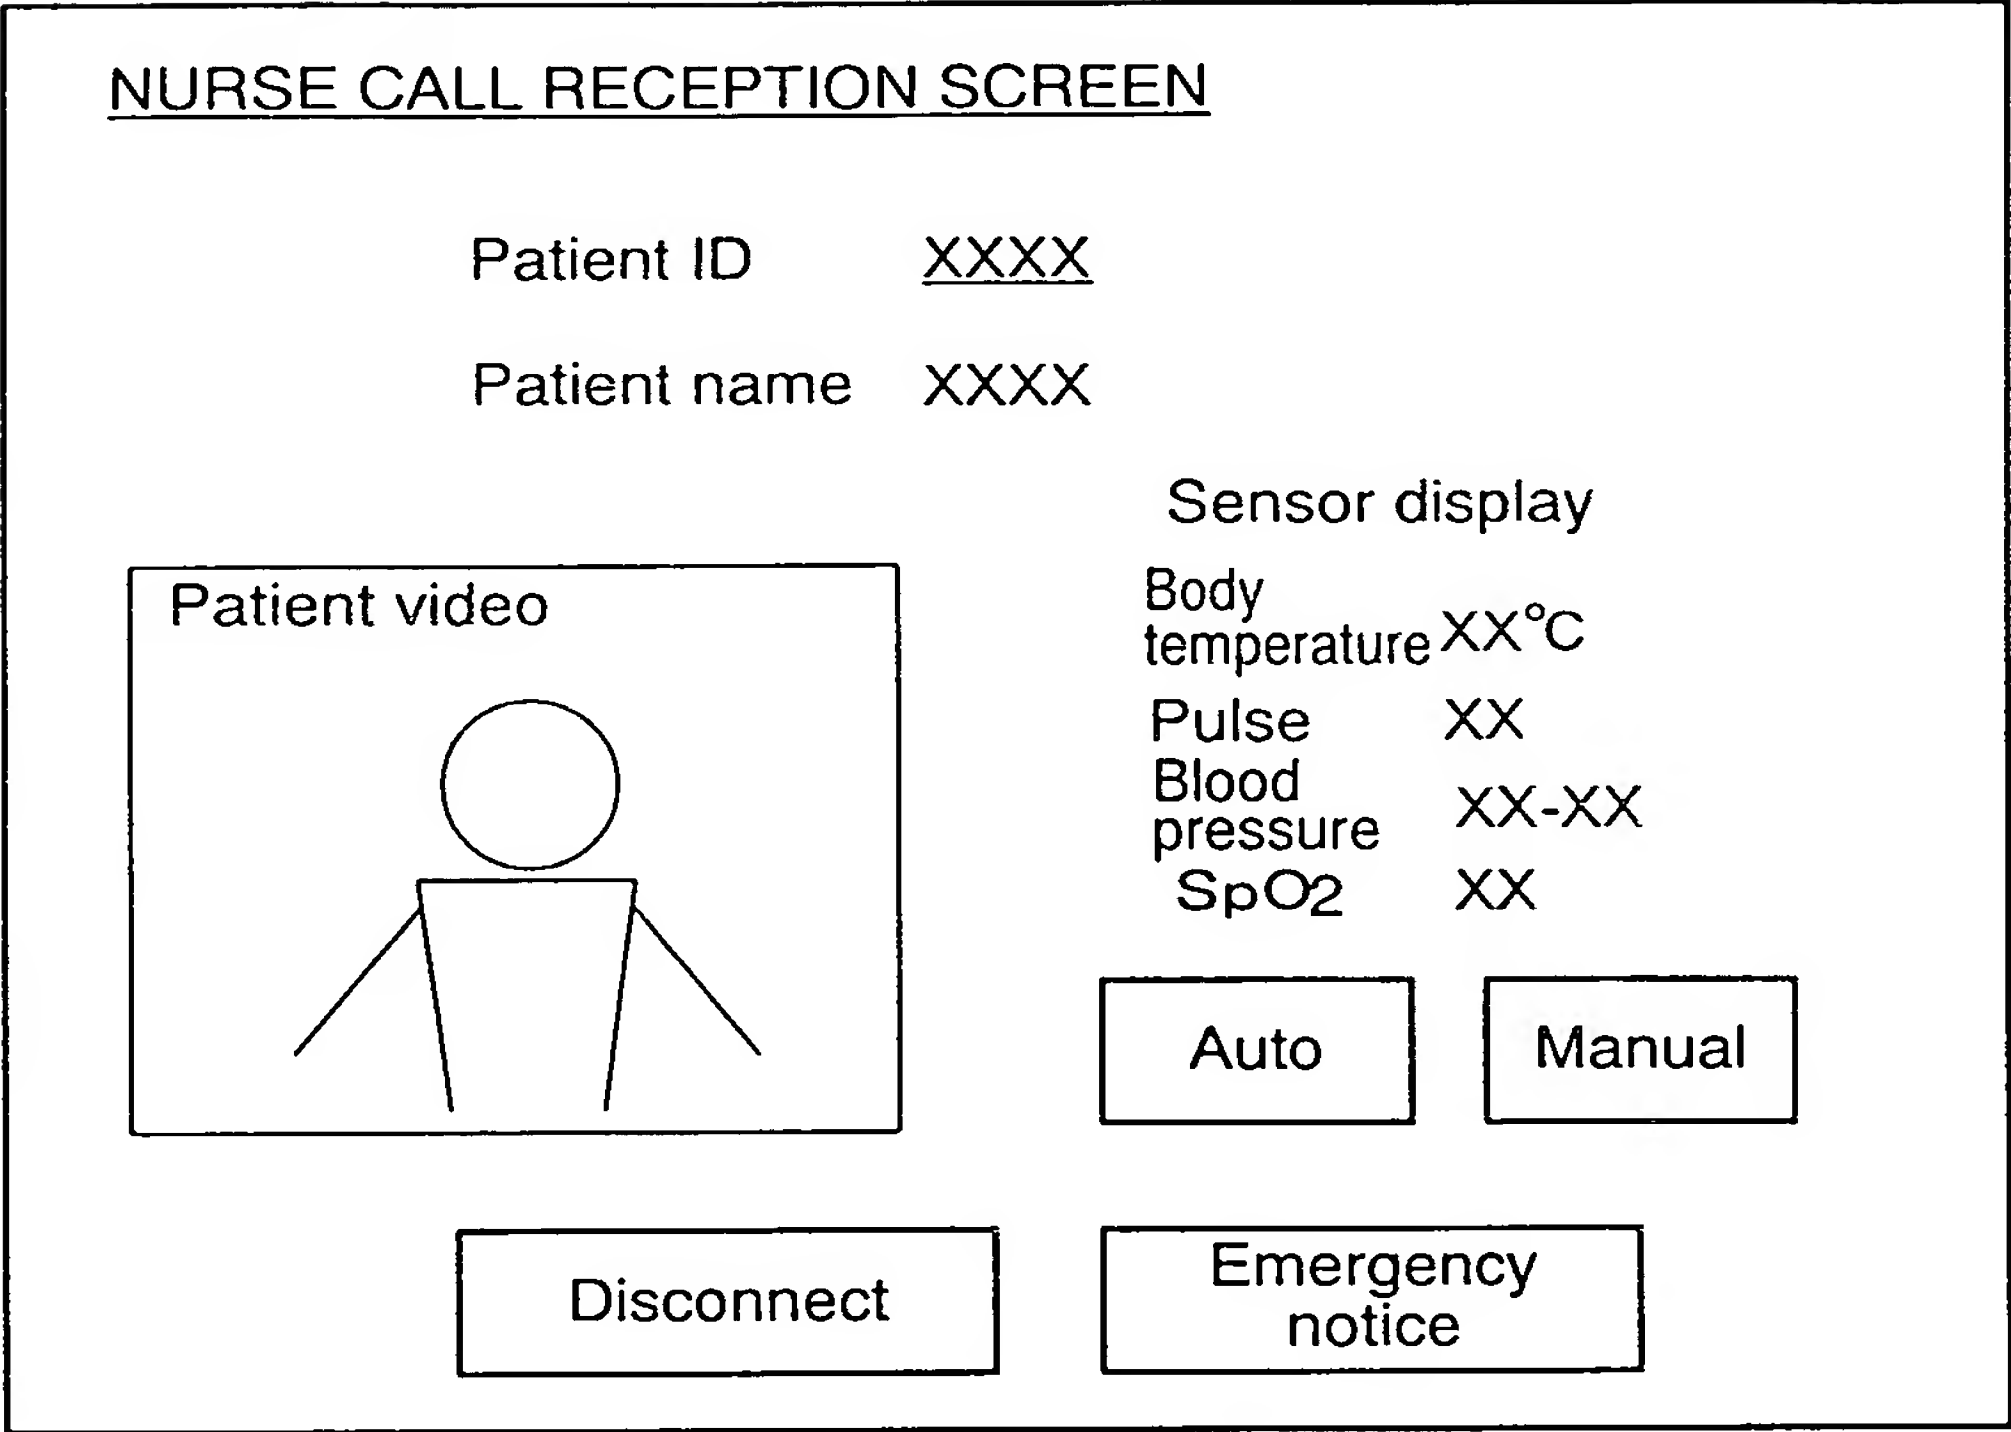 NURSE CALL RECEPTION SCREEN
Patient ID XXXX
Patient name XXXX
Sensor display
Patient video
Body
temperature XX°C
Pulse XX
Blood
pressure XX-XX
SpO2 XX
Auto
Manual
Disconnect
Emergency
notice